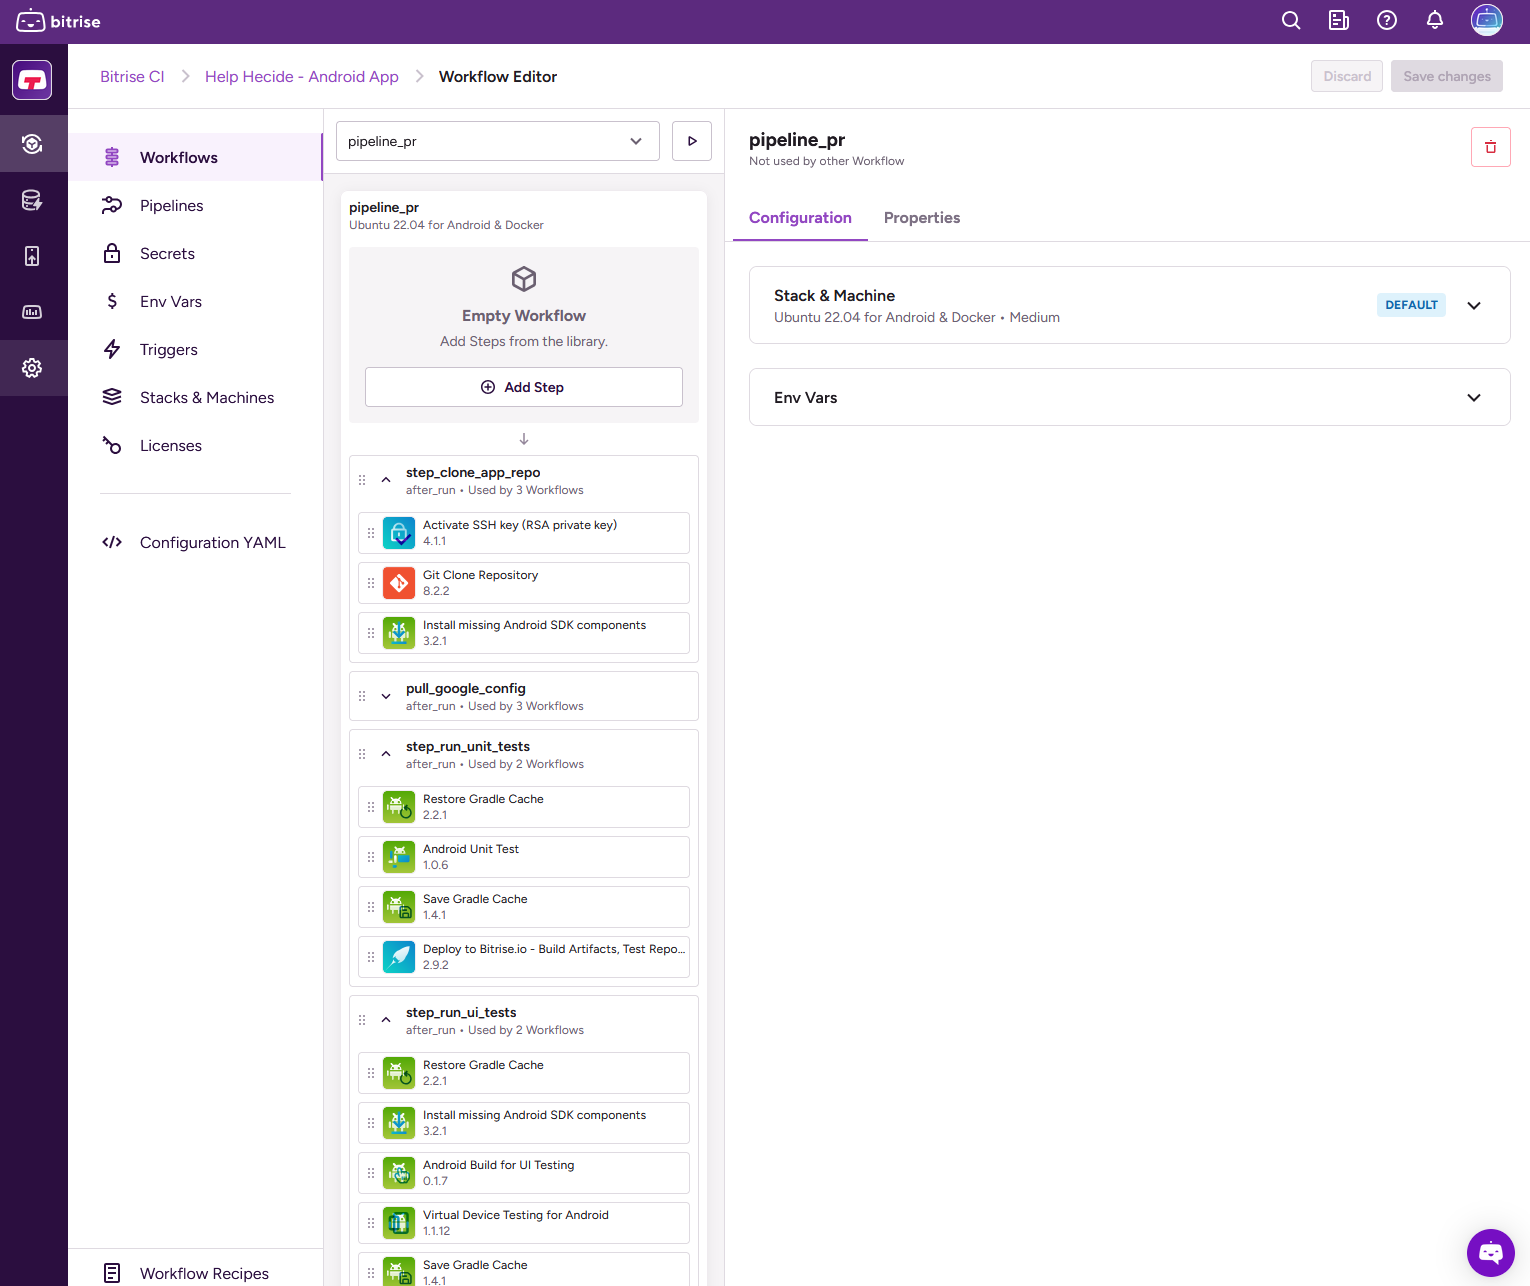 bitrise
Bitrise CI
Help Hecide - Android App
Workflow Editor
Discard
Save changes
Workflows
Pipelines
Secrets
Env Vars
Triggers
Stacks & Machines
Licenses
Configuration YAML
Workflow Recipes
pipeline_pr
pipeline_pr
Ubuntu 22.04 for Android & Docker
Empty Workflow
Add Steps from the library.
Add Step
step_clone_app_repo
after_run • Used by 3 Workflows
Activate SSH key (RSA private key)
4.1.1
Git Clone Repository
8.2.2
Install missing Android SDK components
3.2.1
pull_google_config
after_run • Used by 3 Workflows
step_run_unit_tests
after_run • Used by 2 Workflows
Restore Gradle Cache
2.2.1
Android Unit Test
1.0.6
Save Gradle Cache
1.4.1
Deploy to Bitrise.io - Build Artifacts, Test Repo...
2.9.2
step_run_ui_tests
after_run • Used by 2 Workflows
Restore Gradle Cache
2.2.1
Install missing Android SDK components
3.2.1
Android Build for UI Testing
0.1.7
Virtual Device Testing for Android
1.1.12
Save Gradle Cache
1.4.1
pipeline_pr
Not used by other Workflow
Configuration
Properties
Stack & Machine
Ubuntu 22.04 for Android & Docker • Medium
DEFAULT
Env Vars